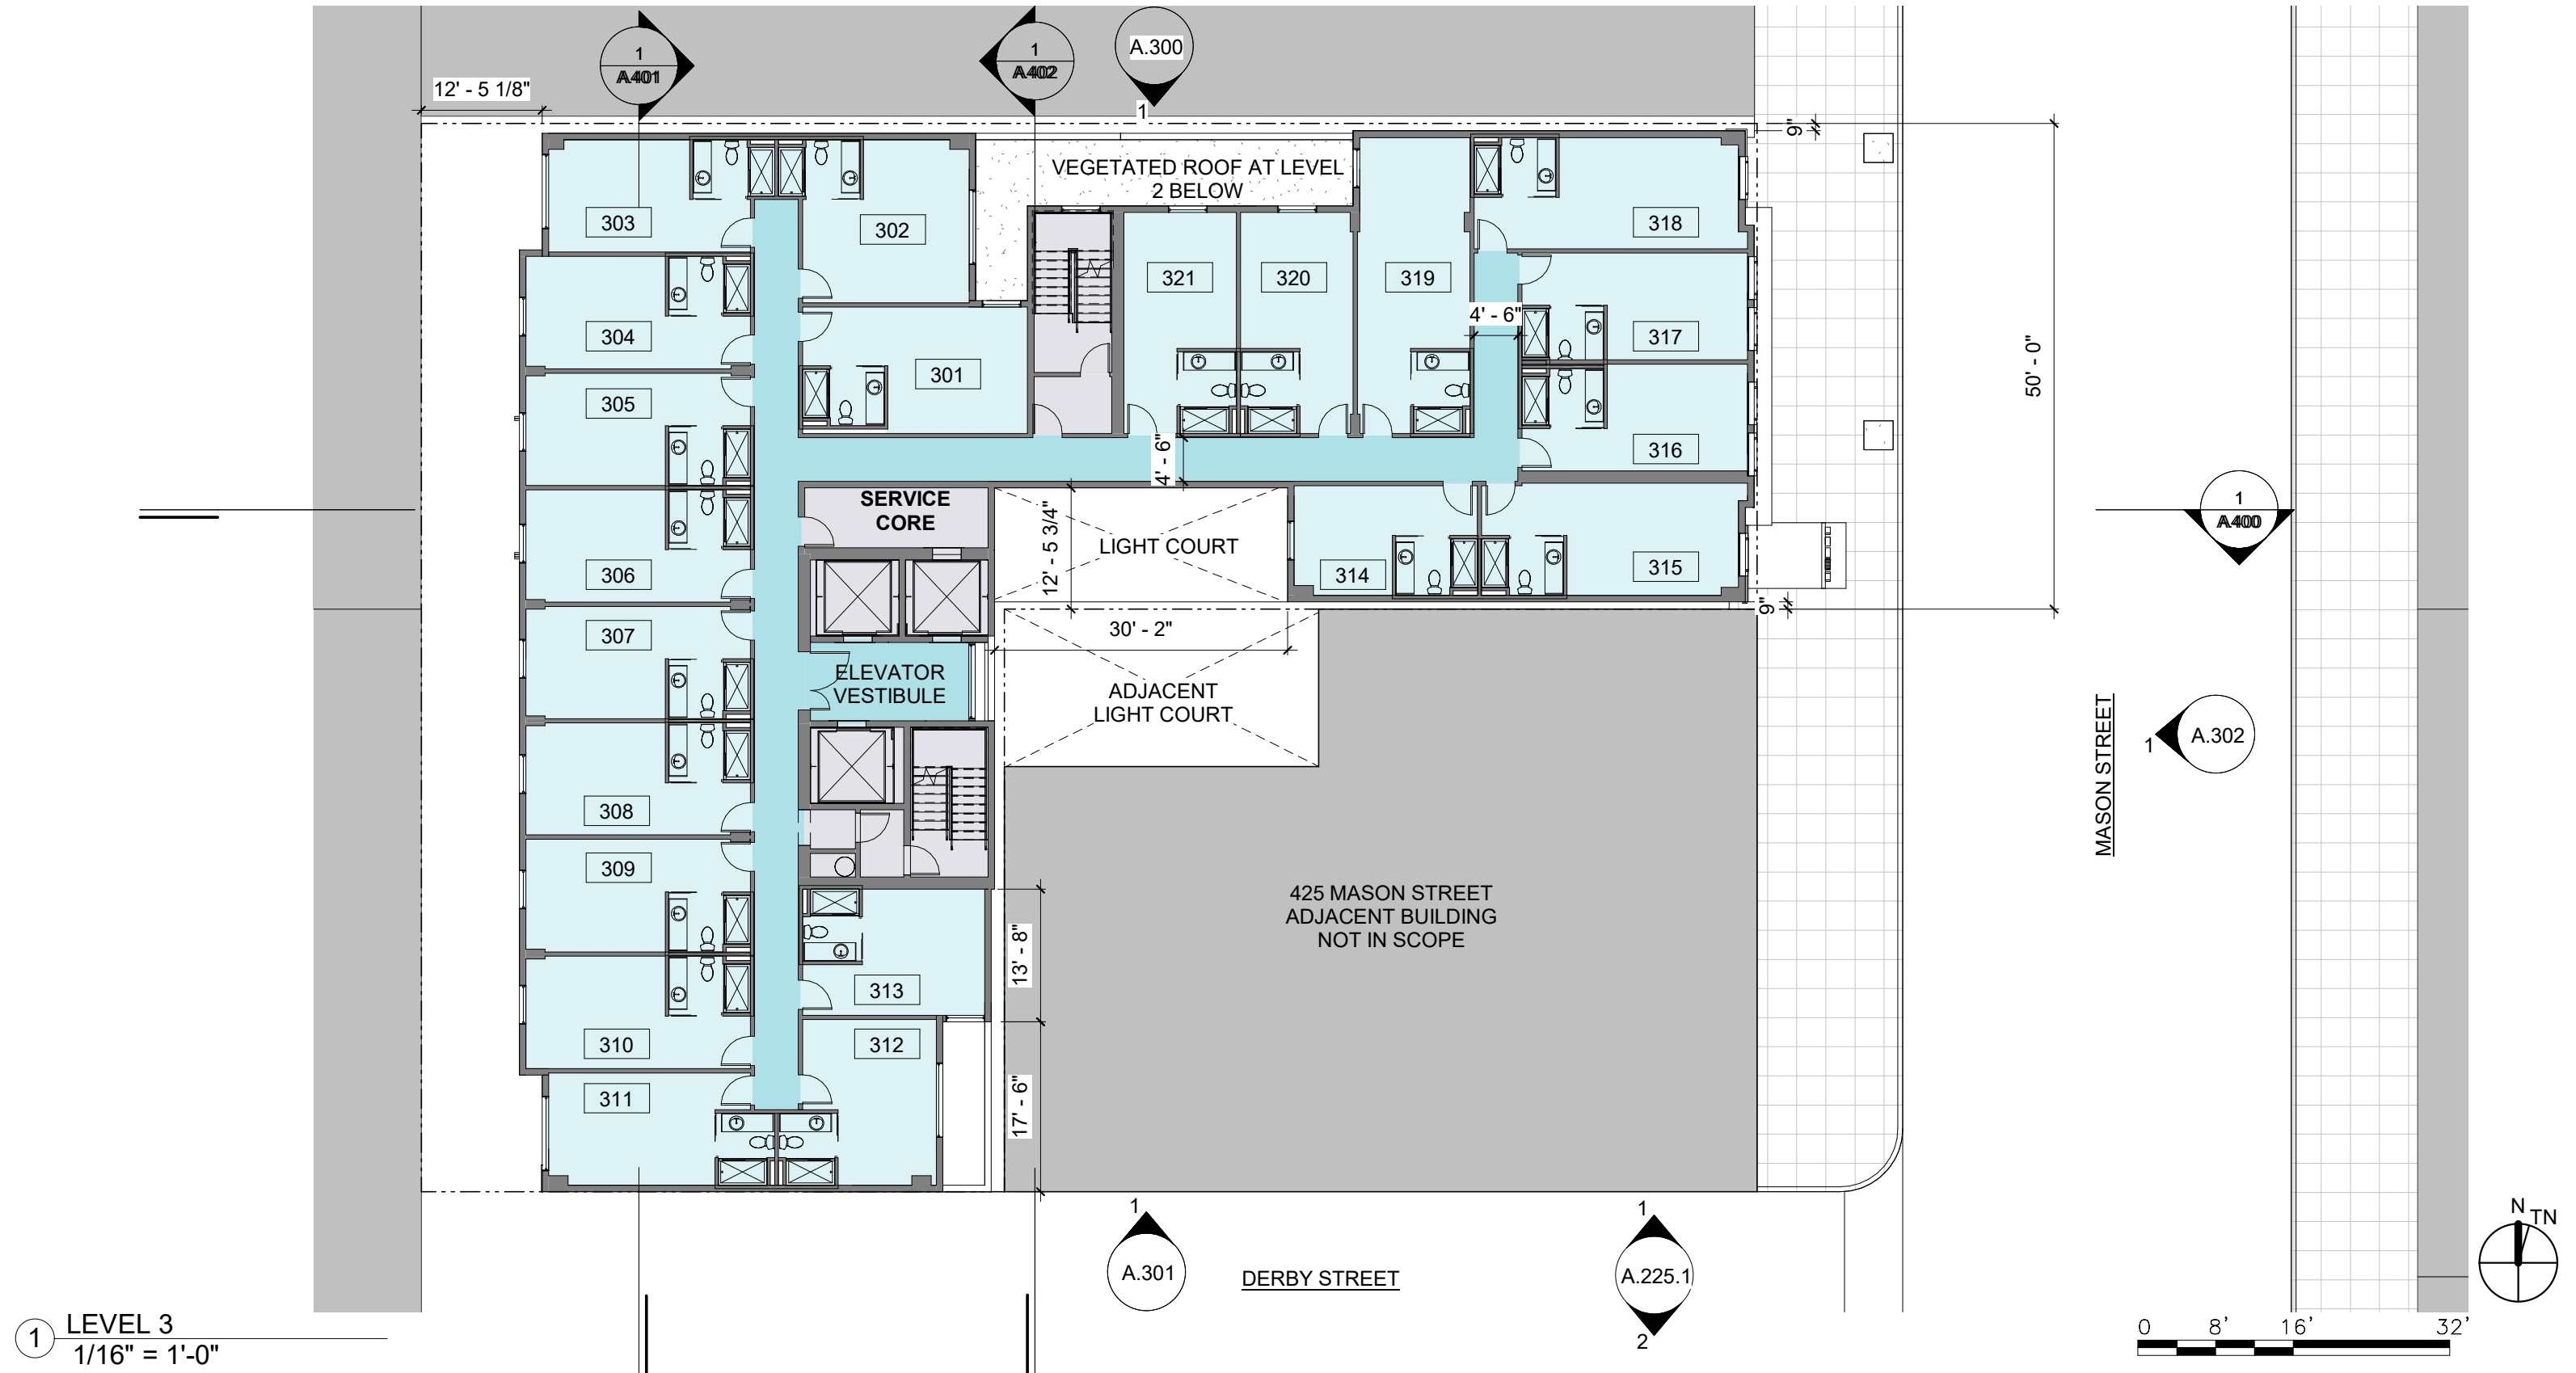 1
A401
1
A402
A.300
1
12' - 5 1/8"
9"
VEGETATED ROOF AT LEVEL
2 BELOW
303
302
318
321
320
319
304
4' - 6"
317
50' - 0"
301
305
316
4' - 6"
SERVICE
CORE
1
A400
12' - 5 3/4"
LIGHT COURT
306
314
315
9"
307
30' - 2"
ELEVATOR
VESTIBULE
ADJACENT
LIGHT COURT
MASON STREET
1
A.302
308
309
425 MASON STREET
ADJACENT BUILDING
NOT IN SCOPE
13' - 8"
313
310
312
311
17' - 6"
1
A.301
DERBY STREET
1
A.225.1
2
N
TN
1
LEVEL 3
1/16" = 1'-0"
0 8' 16' 32'